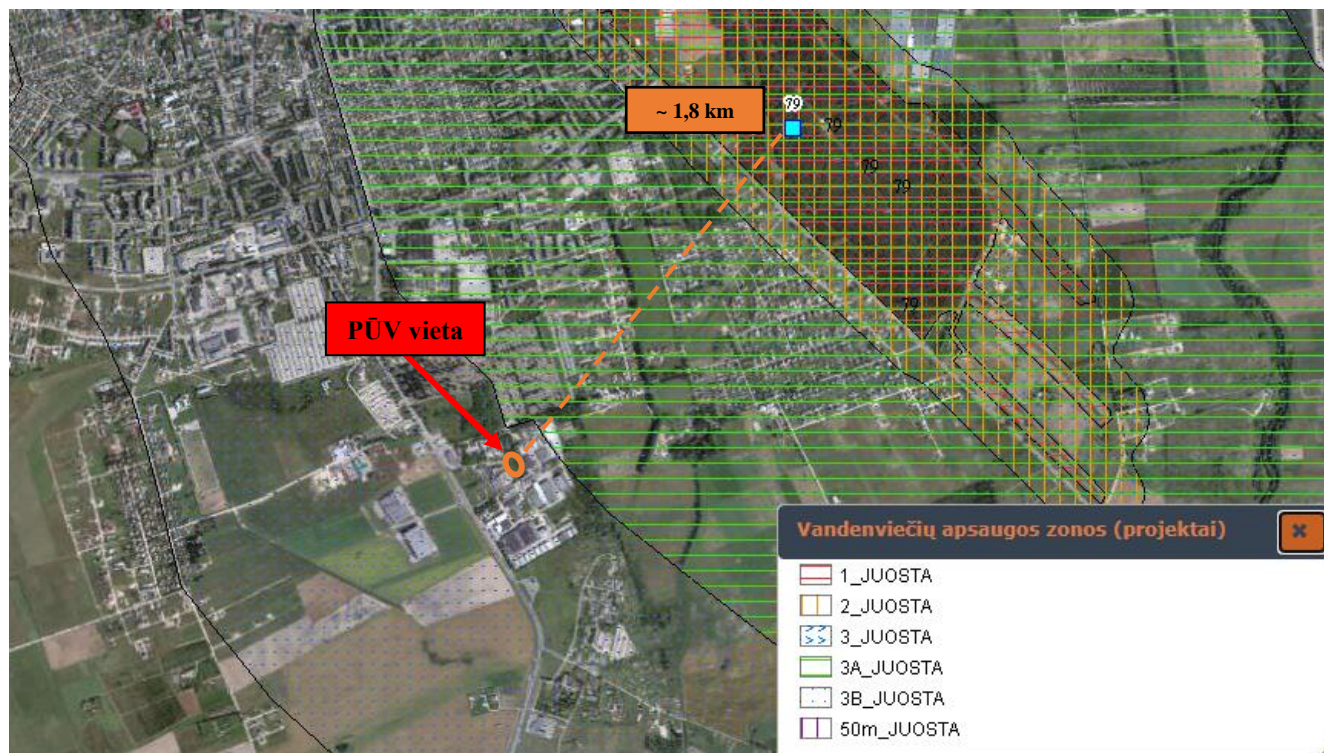 ~ 1,8 km
79
79
79
79
79
PŪV vieta
Vandenviečių apsaugos zonos (projektai)
1_JUOSTA
2_JUOSTA
3_JUOSTA
3A_JUOSTA
3B_JUOSTA
50m_JUOSTA